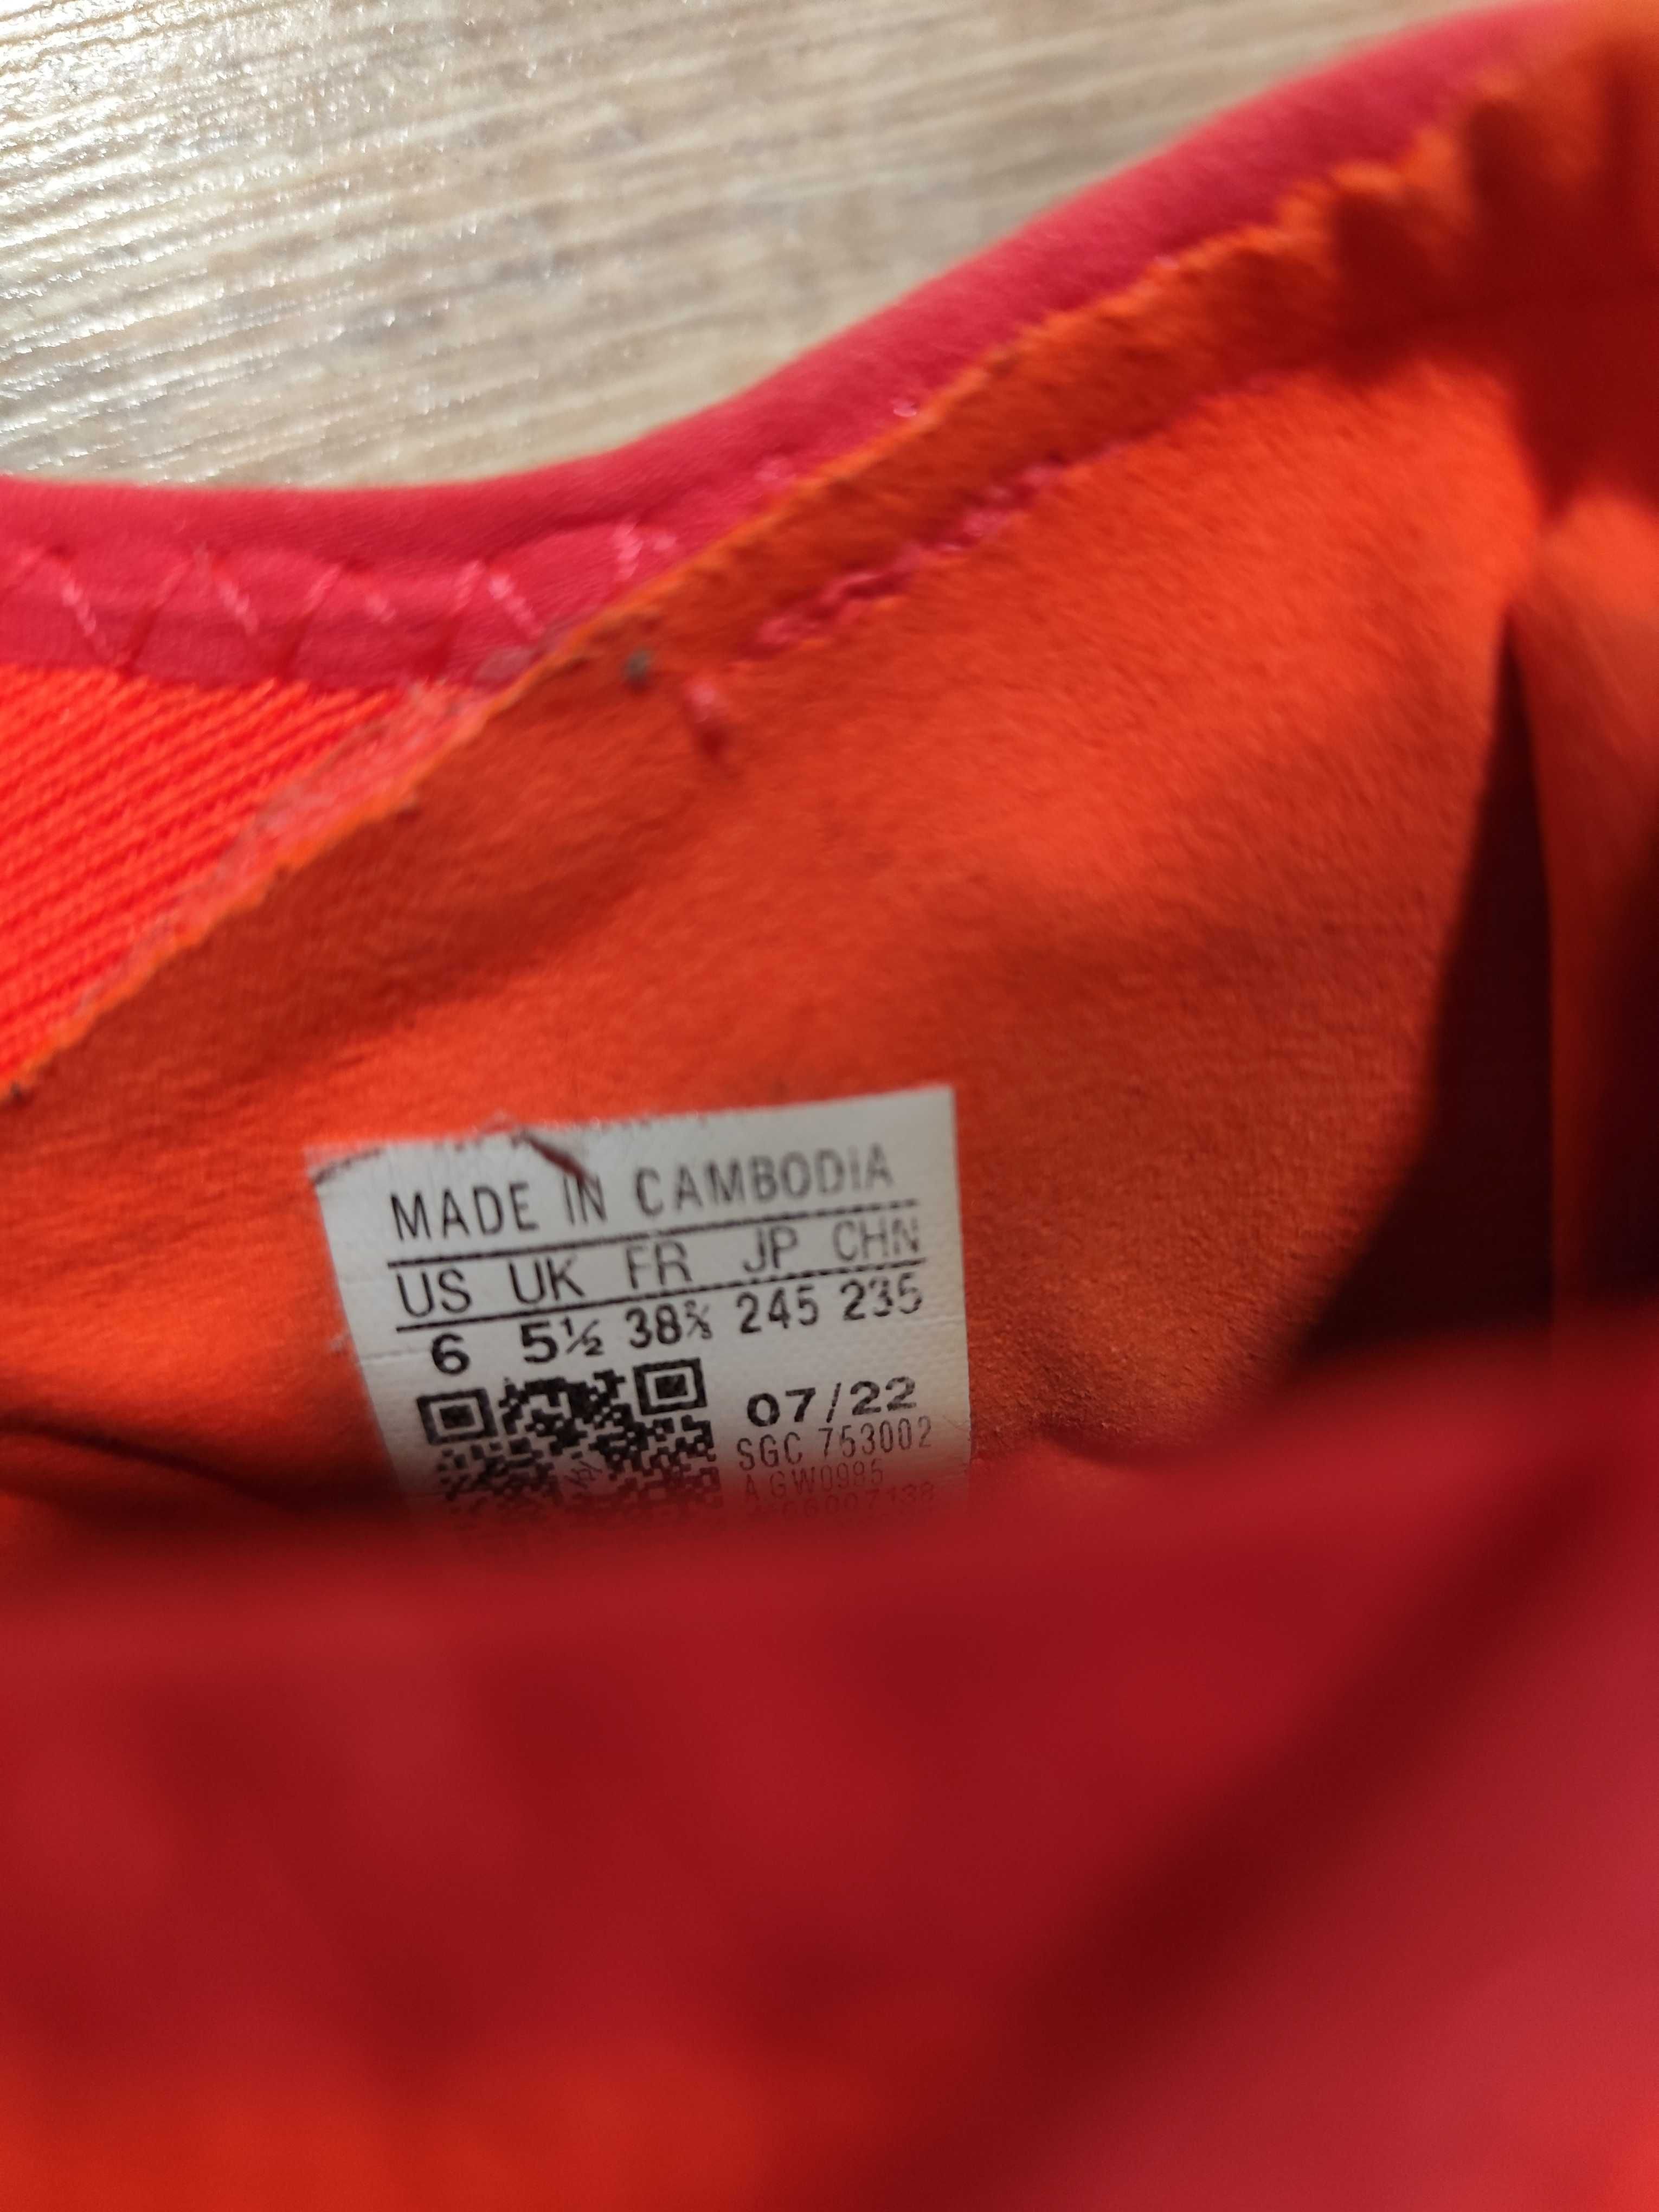 MADE IN CAMBODIA
US UK FR JP CHN
6 5½ 38⅔ 245 235
07/22
SGC 753002